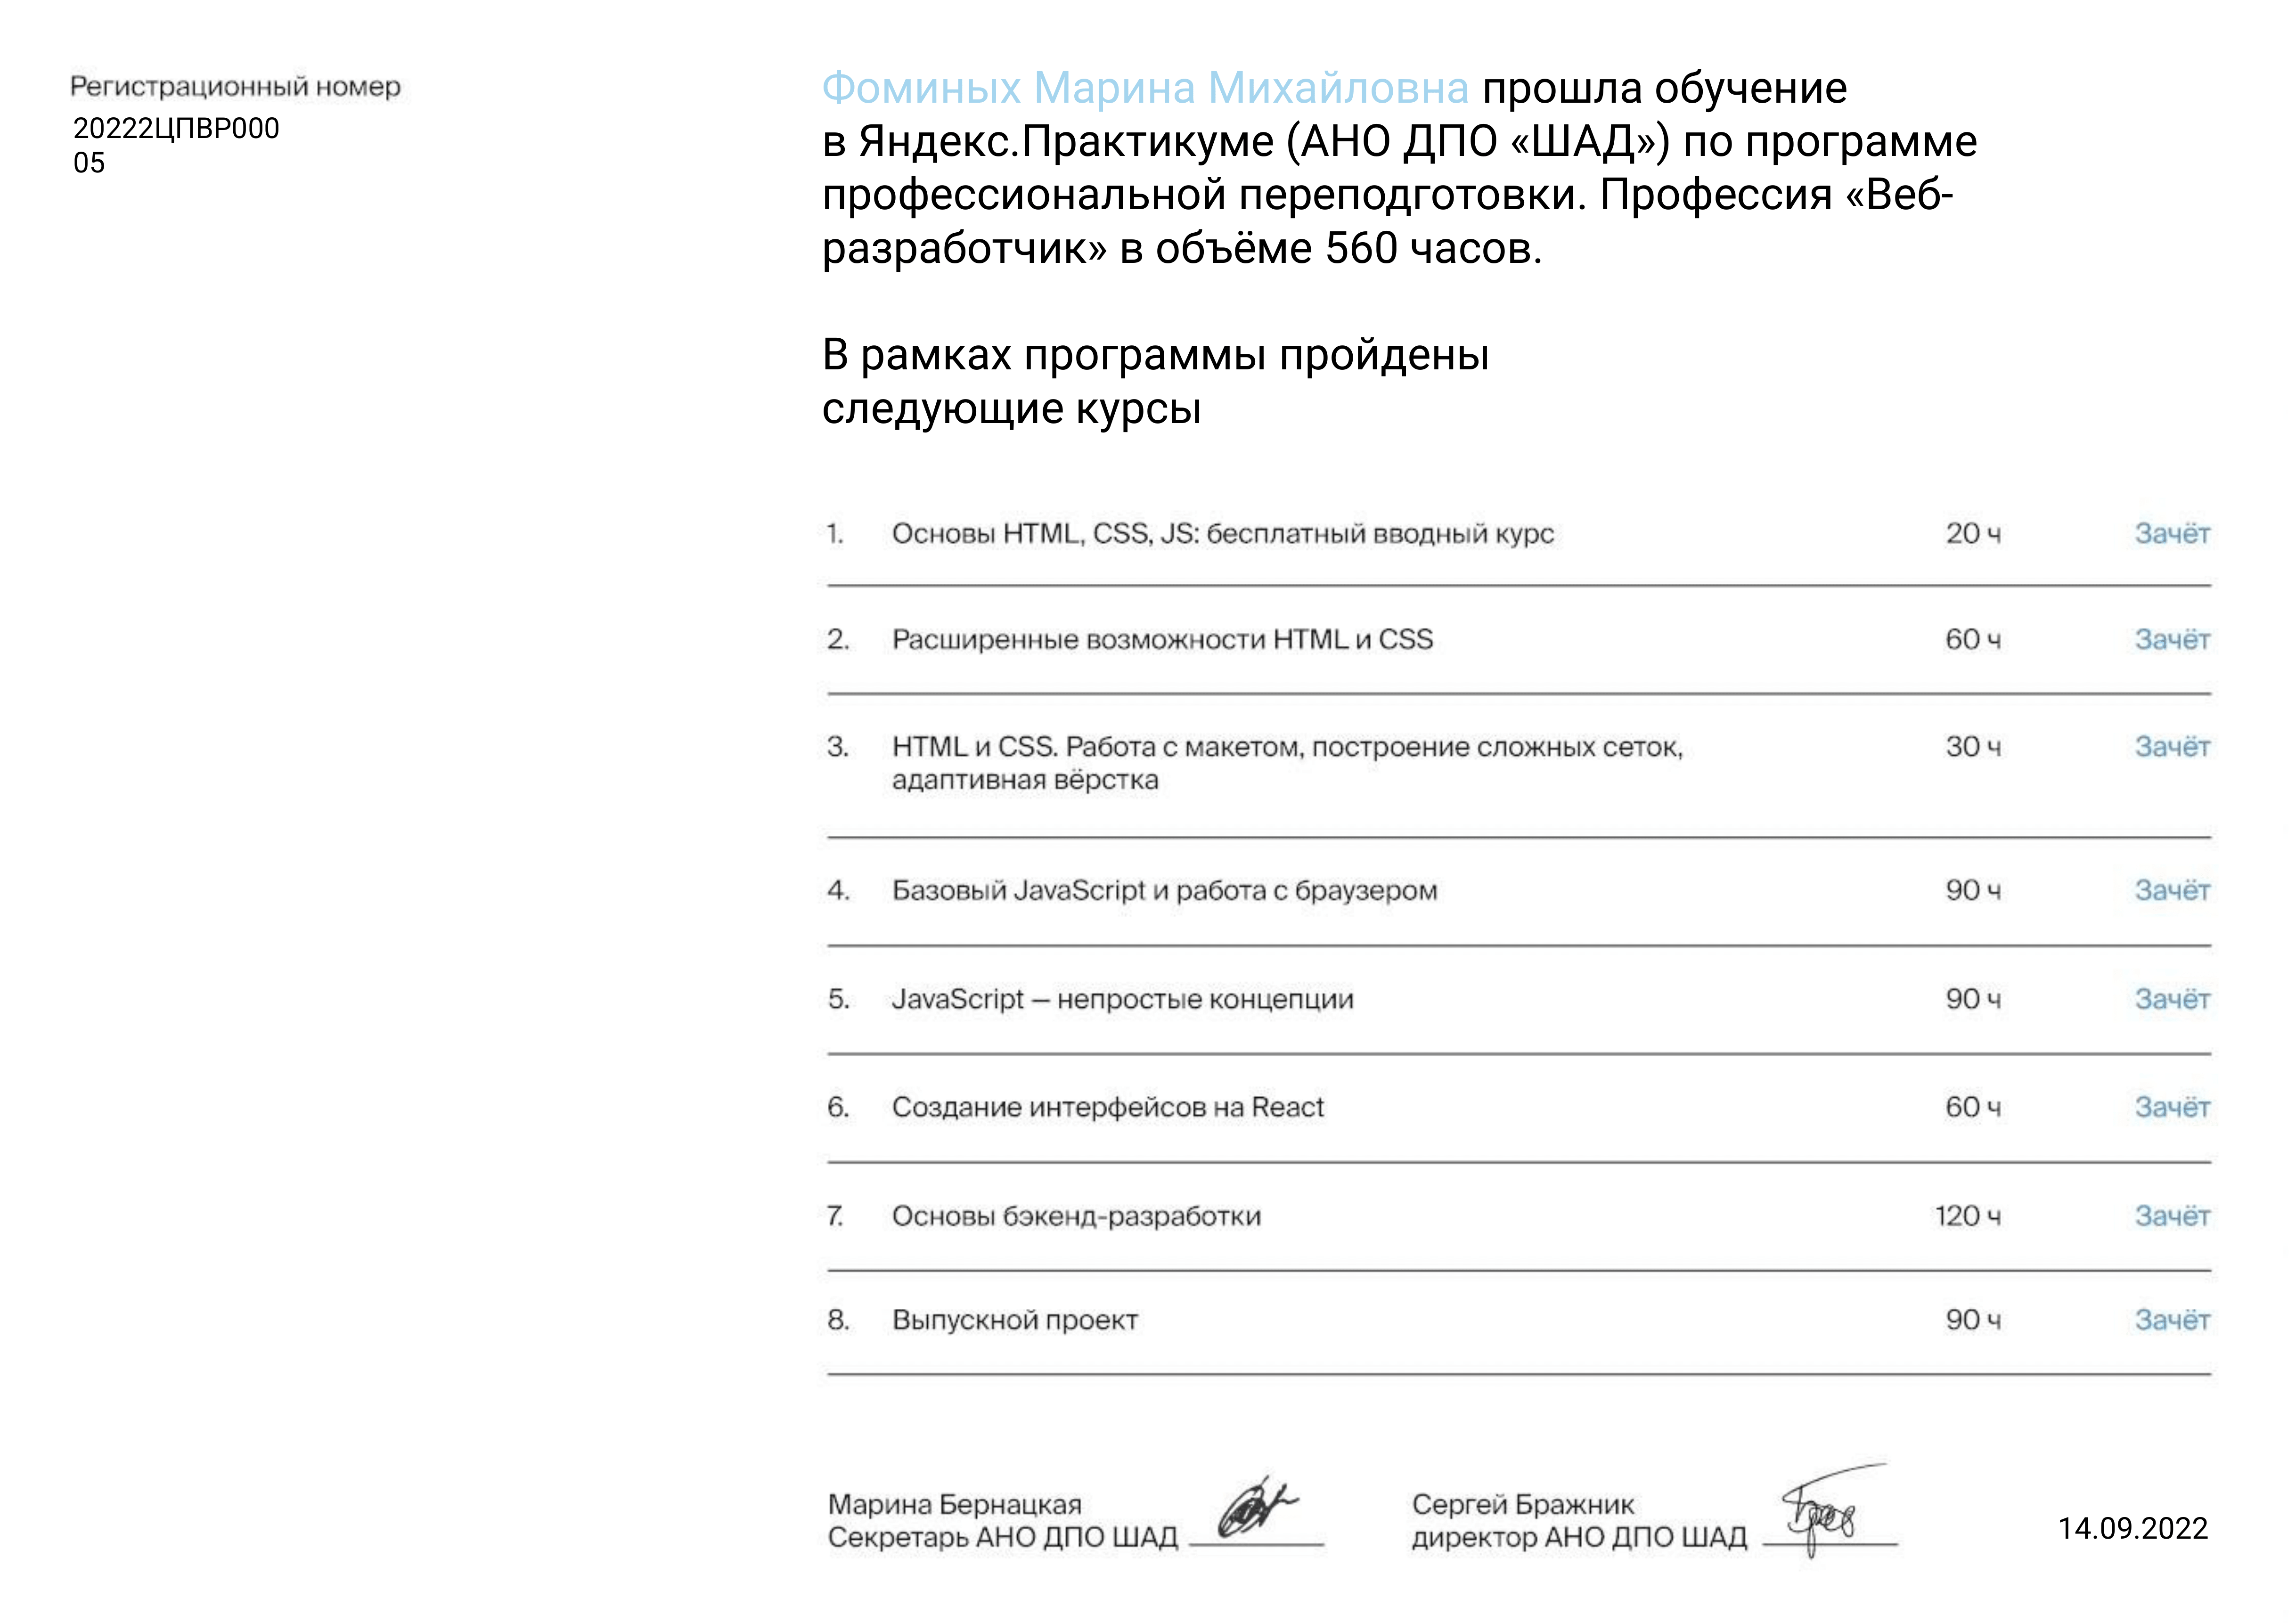 Регистрационный номер
20222ЦПВР000
05
Фоминых Марина Михайловна прошла обучение
в Яндекс.Практикуме (АНО ДПО «ШАД») по программе
профессиональной переподготовки. Профессия «Веб-
разработчик» в объёме 560 часов.
В рамках программы пройдены
следующие курсы
1. Основы HTML, CSS, JS: бесплатный вводный курс 20 ч Зачёт
2. Расширенные возможности HTML и CSS 60 ч Зачёт
3. HTML и CSS. Работа с макетом, построение сложных сеток, 30 ч Зачёт
адаптивная вёрстка
4. Базовый JavaScript и работа с браузером 90 ч Зачёт
5. JavaScript — непростые концепции 90 ч Зачёт
6. Создание интерфейсов на React 60 ч Зачёт
7. Основы бэкенд-разработки 120 ч Зачёт
8. Выпускной проект 90 ч Зачёт
Марина Бернацкая
Секретарь АНО ДПО ШАД
Сергей Бражник
директор АНО ДПО ШАД
14.09.2022